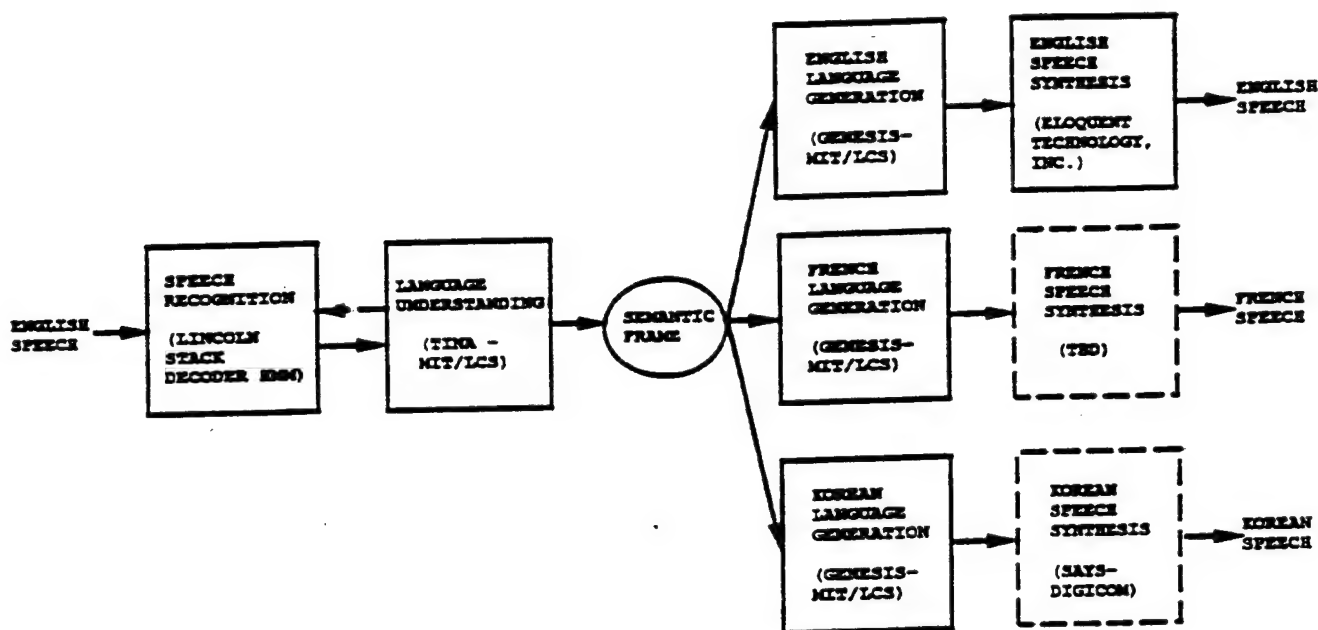 ENGLISH
SPEECH
SPEECH
RECOGNITION
(LINCOLN
STACK
DECODER HMM)
LANGUAGE
UNDERSTANDING
(TINA -
MIT/LCS)
SEMANTIC
FRAME
ENGLISH
LANGUAGE
GENERATION
(GENESIS-
MIT/LCS)
ENGLISH
SPEECH
SYNTHESIS
(ELOQUENT
TECHNOLOGY,
INC.)
ENGLISH
SPEECH
FRENCH
LANGUAGE
GENERATION
(GENESIS-
MIT/LCS)
FRENCH
SPEECH
SYNTHESIS
(TBD)
FRENCH
SPEECH
KOREAN
LANGUAGE
GENERATION
(GENESIS-
MIT/LCS)
KOREAN
SPEECH
SYNTHESIS
(SAYS-
DIGICOM)
KOREAN
SPEECH